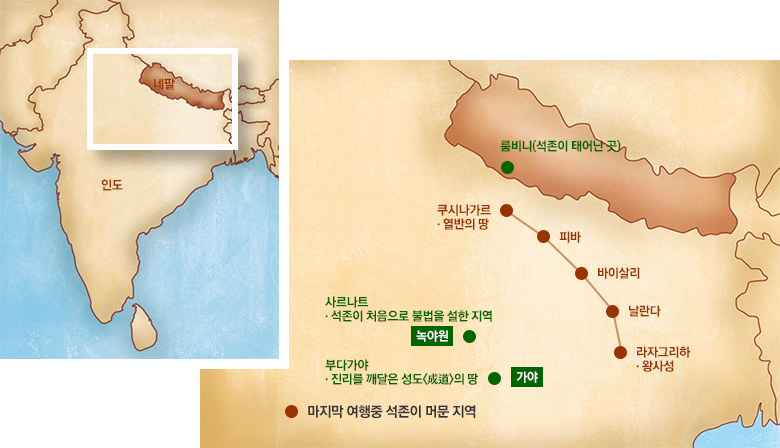 네팔
인도
룸비니(석존이 태어난 곳)
쿠시나가르
· 열반의 땅
피바
바이살리
날란다
라자그리하
· 왕사성
사르나트
· 석존이 처음으로 불법을 설한 지역
녹야원
부다가야
· 진리를 깨달은 성도〈成道〉의 땅
가야
마지막 여행중 석존이 머문 지역